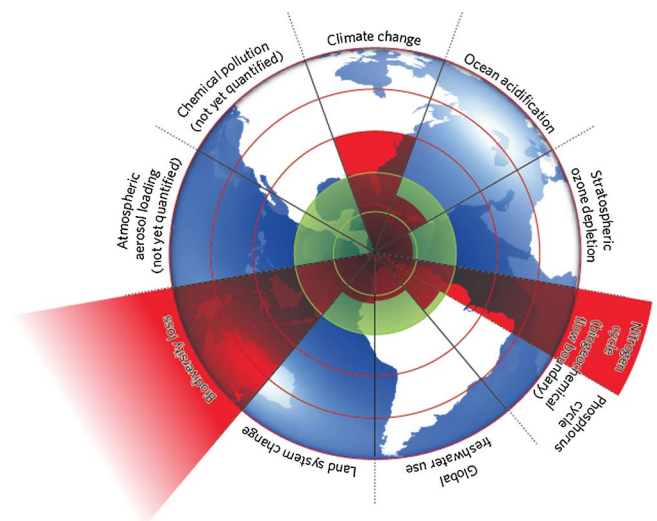 Climate change
Ocean acidification
Stratospheric
ozone depletion
Nitrogen
cycle
(biogeochemical
flow boundary)
Phosphorus
cycle
Global
freshwater use
Land system change
Biodiversity loss
Atmospheric
aerosol loading
(not yet quantified)
Chemical pollution
(not yet quantified)